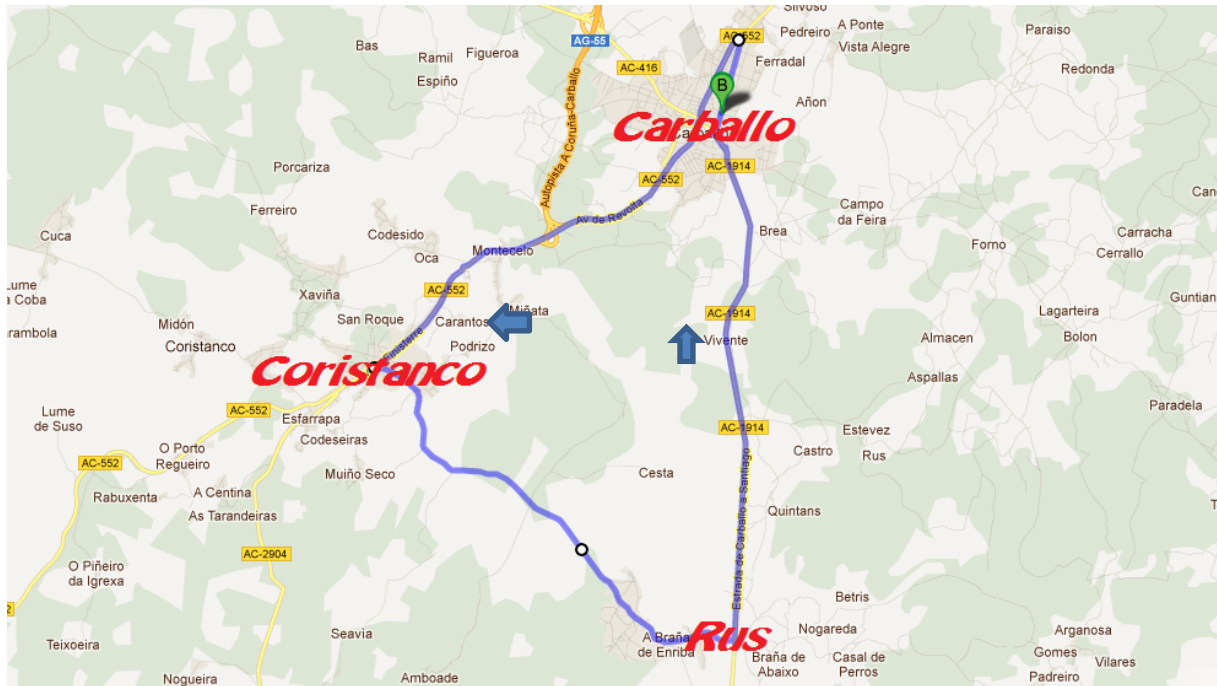 Silvoso
A Ponte
Pedreiro
Vista Alegre
Paraiso
AC-552
Bas
Ramil
Figueroa
AG-55
Espiño
AC-416
Ferradal
Redonda
B
Añon
Carballo
Autopista A Coruña-Carballo
Porcariza
AC-1914
AC-552
Ferreiro
Av de Revolta
Campo
da Feira
Cuca
Codesido
Oca
Montecelo
Brea
Forno
Carracha
Cerrallo
Lume
a Coba
Xaviña
AC-552
Miñata
Guntian
arambola
Midón
San Roque
Carantos
AC-1914
Lagarteira
Coristanco
Finisterre
Podrizo
Vivente
Almacen
Bolon
Coristanco
Aspallas
Lume
de Suso
AC-552
Esfarrapa
Codeseiras
AC-1914
Paradela
O Porto
Regueiro
Estevez
Rus
AC-552
Castro
Rabuxenta
Muiño Seco
Cesta
A Centina
As Tarandeiras
Quintans
AC-2904
Estrada de Carballo a Santiago
O Piñeiro
da Igrexa
Betris
Teixoeira
Seavia
A Braña
de Enriba
Rus
Nogareda
Arganosa
Gomes
Vilares
Braña de
Abaixo
Casal de
Perros
Padreiro
Nogueira
Amboade